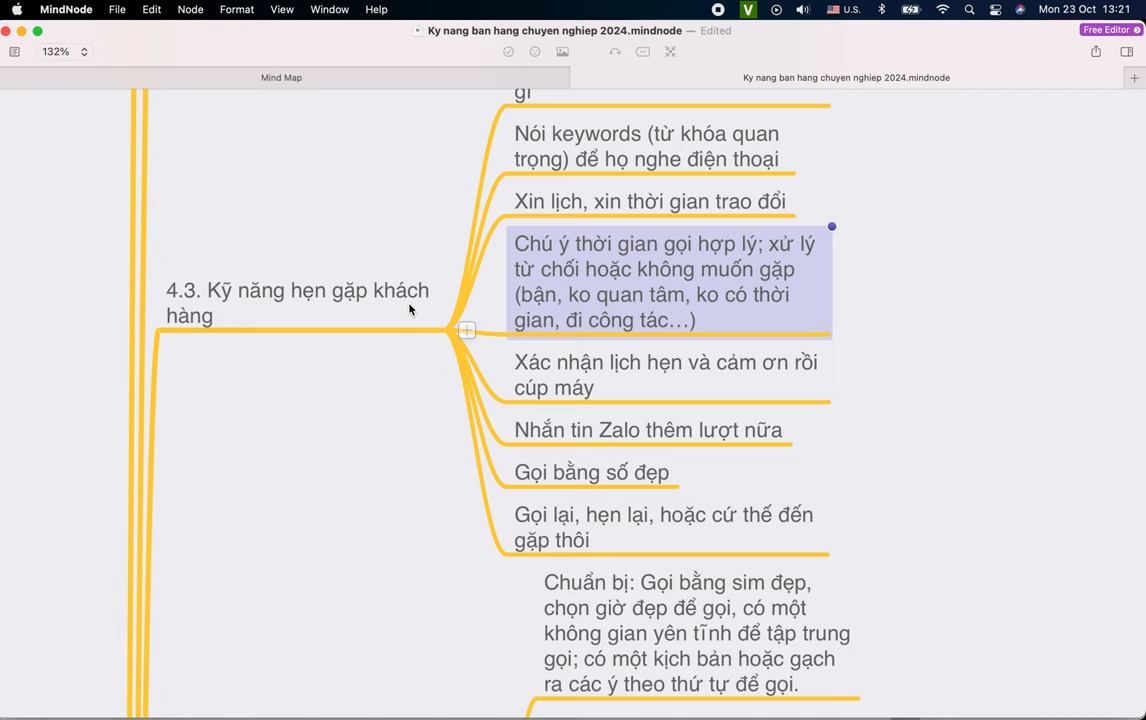 MindNode File Edit Node Format View Window Help V U.S. Mon 23 Oct 13:21
Ky nang ban hang chuyen nghiep 2024.mindnode — Edited
Free Editor
132%
Mind Map
Ky nang ban hang chuyen nghiep 2024.mindnode
gì
Nói keywords (từ khóa quan
trọng) để họ nghe điện thoại
Xin lịch, xin thời gian trao đổi
Chú ý thời gian gọi hợp lý; xử lý
từ chối hoặc không muốn gặp
(bận, ko quan tâm, ko có thời
gian, đi công tác...)
4.3. Kỹ năng hẹn gặp khách
hàng
Xác nhận lịch hẹn và cảm ơn rồi
cúp máy
Nhắn tin Zalo thêm lượt nữa
Gọi bằng số đẹp
Gọi lại, hẹn lại, hoặc cứ thế đến
gặp thôi
Chuẩn bị: Gọi bằng sim đẹp,
chọn giờ đẹp để gọi, có một
không gian yên tĩnh để tập trung
gọi; có một kịch bản hoặc gạch
ra các ý theo thứ tự để gọi.